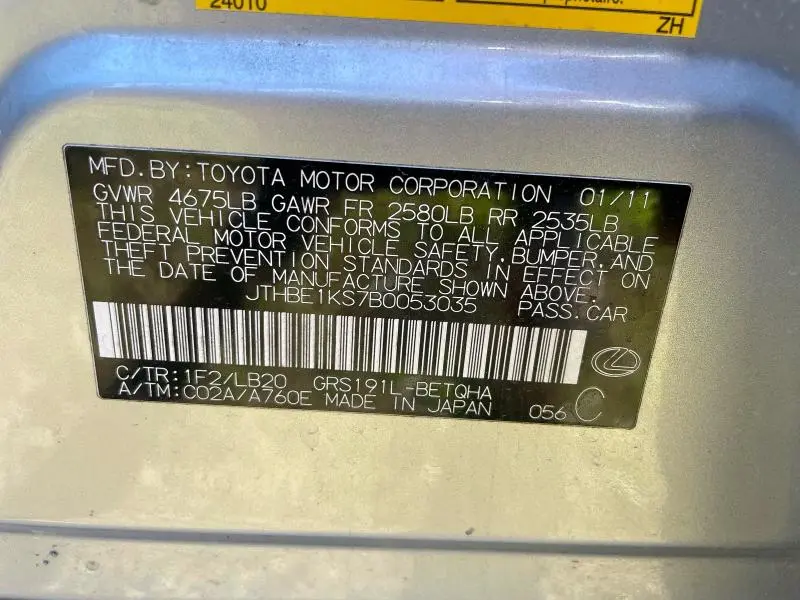 24010
ZH
MFD.BY:TOYOTA MOTOR CORPORATION 01/11
GVWR 4675LB GAWR FR 2580LB RR 2535LB
THIS VEHICLE CONFORMS TO ALL APPLICABLE
FEDERAL MOTOR VEHICLE SAFETY,BUMPER,AND
THEFT PREVENTION STANDARDS IN EFFECT ON
THE DATE OF MANUFACTURE SHOWN ABOVE.
JTHBE1KS7B0053035 PASS.CAR
C/TR:1F2/LB20 GRS191L-BETQHA
A/TM:C02A/A760E MADE IN JAPAN 056 C